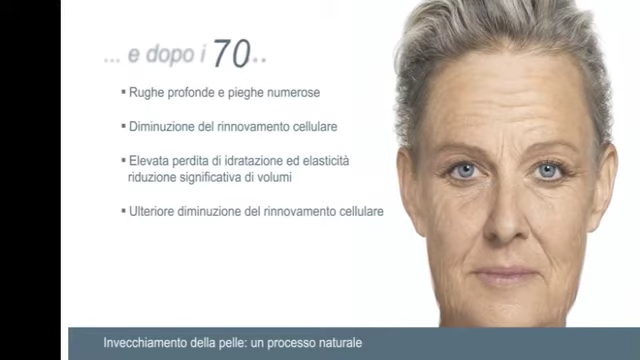 ... e dopo i 70..
▪ Rughe profonde e pieghe numerose
▪ Diminuzione del rinnovamento cellulare
▪ Elevata perdita di idratazione ed elasticità
riduzione significativa di volumi
▪ Ulteriore diminuzione del rinnovamento cellulare
Invecchiamento della pelle: un processo naturale